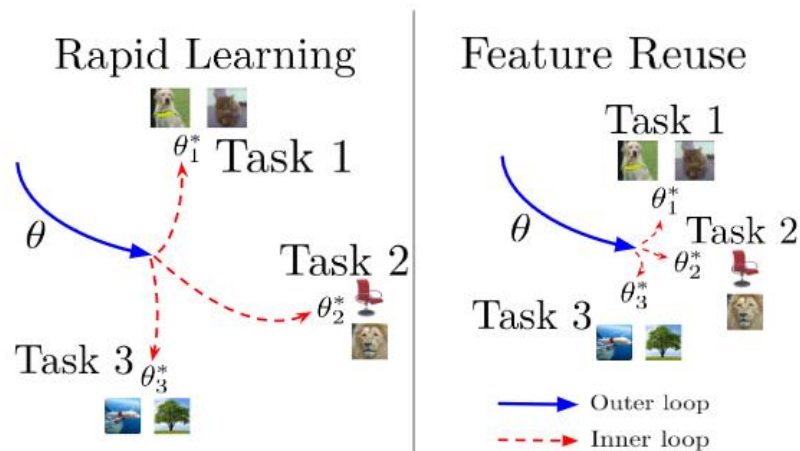 Rapid Learning
θ₁*
Task 1
θ
Task 2
θ₂*
Task 3
θ₃*
Feature Reuse
Task 1
θ₁*
θ
Task 2
θ₂*
θ₃*
Task 3
Outer loop
Inner loop